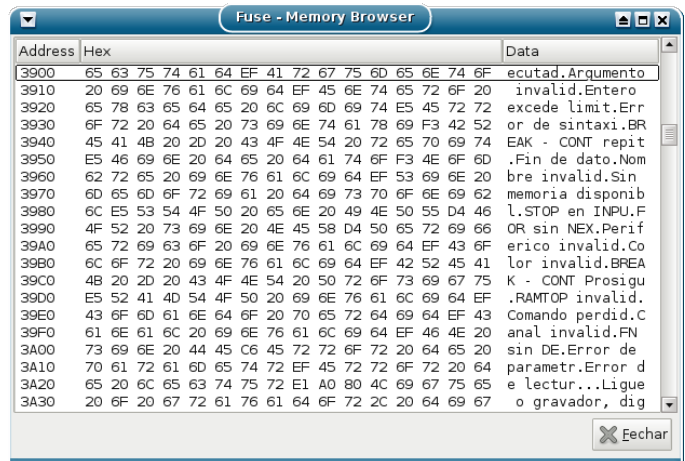 Fuse - Memory Browser
Address Hex Data
3900 65 63 75 74 61 64 EF 41 72 67 75 6D 65 6E 74 6F ecutad.Argumento
3910 20 69 6E 76 61 6C 69 64 EF 45 6E 74 65 72 6F 20  invalid.Entero
3920 65 78 63 65 64 65 20 6C 69 6D 69 74 E5 45 72 72 excede limit.Err
3930 6F 72 20 64 65 20 73 69 6E 74 61 78 69 F3 42 52 or de sintaxi.BR
3940 45 41 4B 20 2D 20 43 4F 4E 54 20 72 65 70 69 74 EAK - CONT repit
3950 E5 46 69 6E 20 64 65 20 64 61 74 6F F3 4E 6F 6D .Fin de dato.Nom
3960 62 72 65 20 69 6E 76 61 6C 69 64 EF 53 69 6E 20 bre invalid.Sin
3970 6D 65 6D 6F 72 69 61 20 64 69 73 70 6F 6E 69 62 memoria disponib
3980 6C E5 53 54 4F 50 20 65 6E 20 49 4E 50 55 D4 46 l.STOP en INPU.F
3990 4F 52 20 73 69 6E 20 4E 45 58 D4 50 65 72 69 66 OR sin NEX.Perif
39A0 65 72 69 63 6F 20 69 6E 76 61 6C 69 64 EF 43 6F erico invalid.Co
39B0 6C 6F 72 20 69 6E 76 61 6C 69 64 EF 42 52 45 41 lor invalid.BREA
39C0 4B 20 2D 20 43 4F 4E 54 20 50 72 6F 73 69 67 75 K - CONT Prosigu
39D0 E5 52 41 4D 54 4F 50 20 69 6E 76 61 6C 69 64 EF .RAMTOP invalid.
39E0 43 6F 6D 61 6E 64 6F 20 70 65 72 64 69 64 EF 43 Comando perdid.C
39F0 61 6E 61 6C 20 69 6E 76 61 6C 69 64 EF 46 4E 20 anal invalid.FN
3A00 73 69 6E 20 44 45 C6 45 72 72 6F 72 20 64 65 20 sin DE.Error de
3A10 70 61 72 61 6D 65 74 72 EF 45 72 72 6F 72 20 64 parametr.Error d
3A20 65 20 6C 65 63 74 75 72 E1 A0 80 4C 69 67 75 65 e lectur...Ligue
3A30 20 6F 20 67 72 61 76 61 64 6F 72 2C 20 64 69 67  o gravador, dig
Fechar